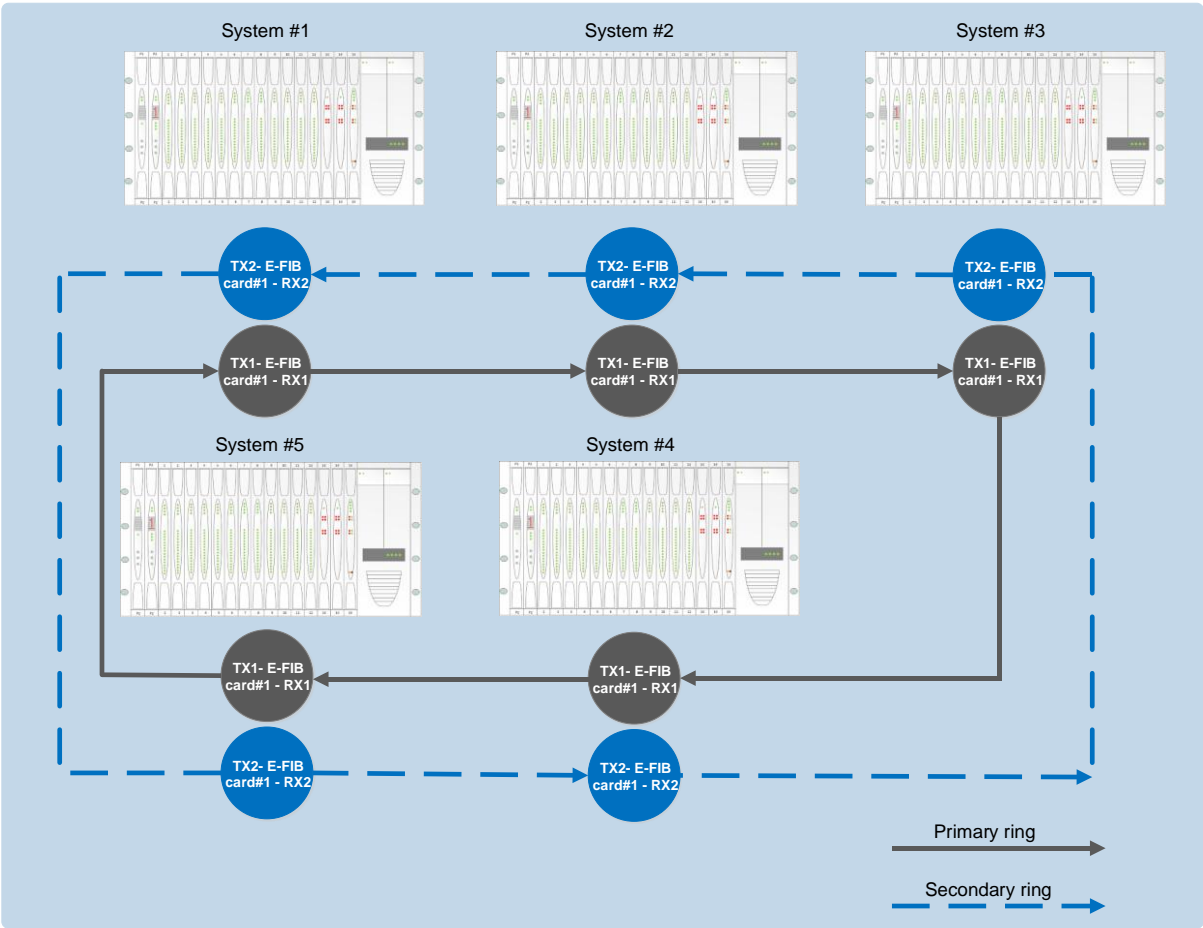 System #1
System #2
System #3
TX2- E-FIB
card#1 - RX2
TX2- E-FIB
card#1 - RX2
TX2- E-FIB
card#1 - RX2
TX1- E-FIB
card#1 - RX1
TX1- E-FIB
card#1 - RX1
TX1- E-FIB
card#1 - RX1
System #5
System #4
TX1- E-FIB
card#1 - RX1
TX1- E-FIB
card#1 - RX1
TX2- E-FIB
card#1 - RX2
TX2- E-FIB
card#1 - RX2
Primary ring
Secondary ring